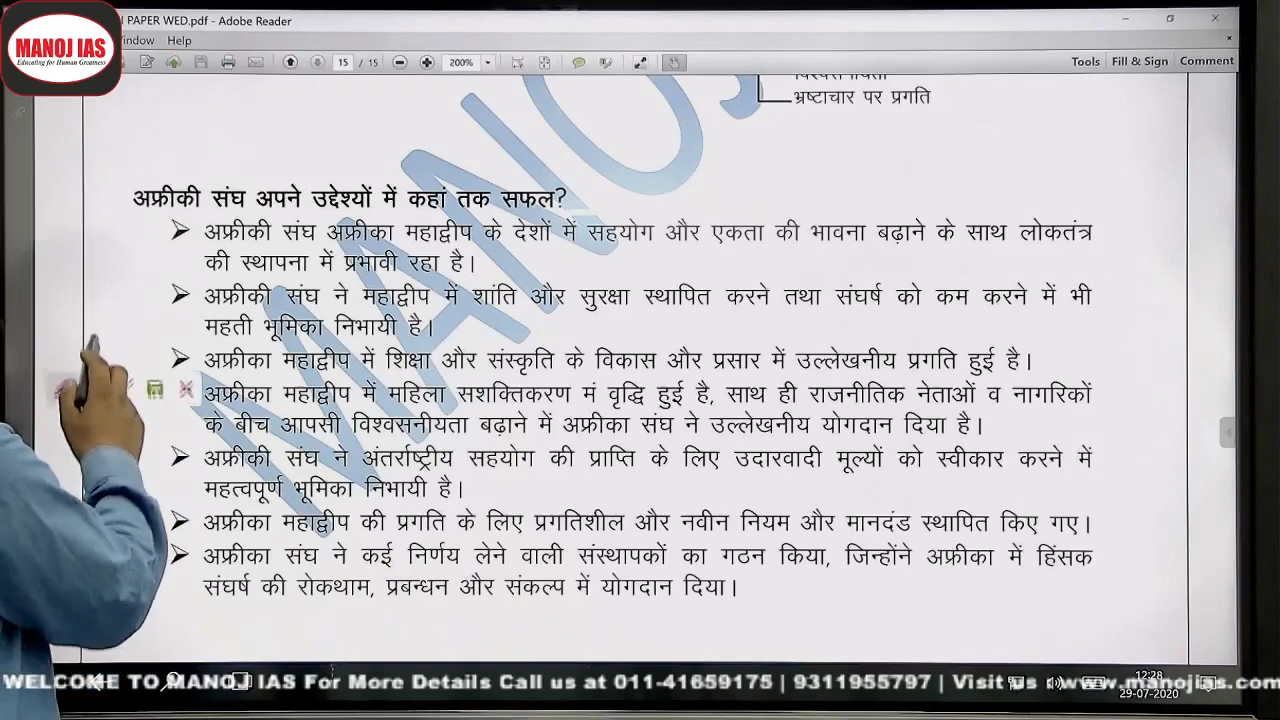 MANOJ IAS
Educating for Human Greatness
I PAPER WED.pdf - Adobe Reader
indow Help
15 / 15 200% Tools Fill & Sign Comment
भ्रष्टाचार पर प्रगति
अफ्रीकी संघ अपने उद्देश्यों में कहां तक सफल?
➤ अफ्रीकी संघ अफ्रीका महाद्वीप के देशों में सहयोग और एकता की भावना बढ़ाने के साथ लोकतंत्र
की स्थापना में प्रभावी रहा है।
➤ अफ्रीकी संघ ने महाद्वीप में शांति और सुरक्षा स्थापित करने तथा संघर्ष को कम करने में भी
महती भूमिका निभायी है।
➤ अफ्रीका महाद्वीप में शिक्षा और संस्कृति के विकास और प्रसार में उल्लेखनीय प्रगति हुई है।
अफ्रीका महाद्वीप में महिला सशक्तिकरण मं वृद्धि हुई है, साथ ही राजनीतिक नेताओं व नागरिकों
के बीच आपसी विश्वसनीयता बढ़ाने में अफ्रीका संघ ने उल्लेखनीय योगदान दिया है।
➤ अफ्रीकी संघ ने अंतर्राष्ट्रीय सहयोग की प्राप्ति के लिए उदारवादी मूल्यों को स्वीकार करने में
महत्वपूर्ण भूमिका निभायी है।
➤ अफ्रीका महाद्वीप की प्रगति के लिए प्रगतिशील और नवीन नियम और मानदंड स्थापित किए गए।
➤ अफ्रीका संघ ने कई निर्णय लेने वाली संस्थापकों का गठन किया, जिन्होंने अफ्रीका में हिंसक
संघर्ष की रोकथाम, प्रबन्धन और संकल्प में योगदान दिया।
MANOJ
WELCOME TO MANOJ IAS For More Details Call us at 011-41659175 | 9311955797 | Visit us : www.manojias.com
12:28
29-07-2020